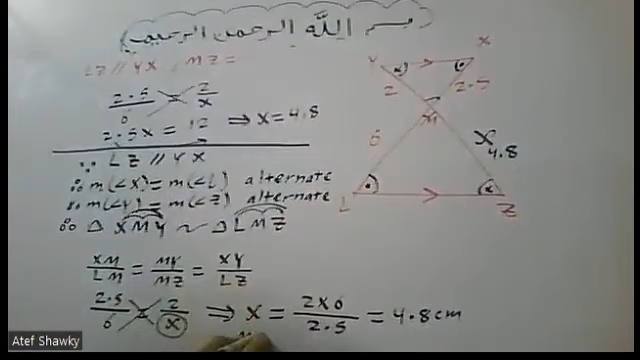 بسم الله الرحمن الرحيم
LZ // YX , MZ =
2.5/6 = 2/x
2.5x = 12 ⇒ x = 4.8
∵ LZ // YX
∴ m(<X) = m(<L) alternate
∴ m(<Y) = m(<Z) alternate
∴ Δ XMY ~ Δ LMZ
XM/LM = MY/MZ = XY/LZ
2.5/6 = 2/x ⇒ x = 2×6/2.5 = 4.8 cm
Y X
2 2.5
M
6 x
4.8
L Z
Atef Shawky